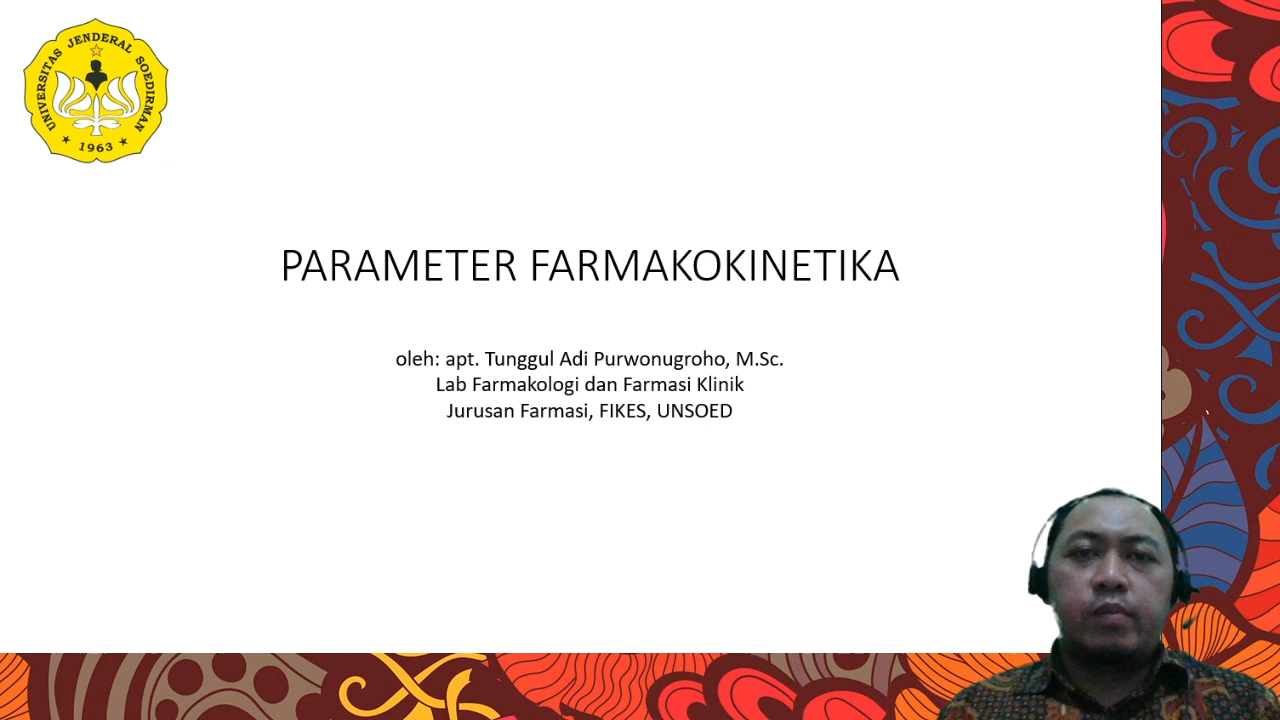 UNIVERSITAS JENDERAL SOEDIRMAN
1963
PARAMETER FARMAKOKINETIKA
oleh: apt. Tunggul Adi Purwonugroho, M.Sc.
Lab Farmakologi dan Farmasi Klinik
Jurusan Farmasi, FIKES, UNSOED